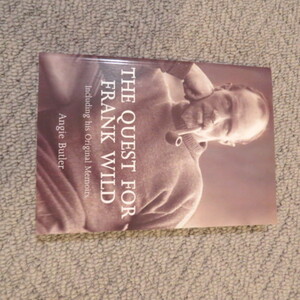 THE QUEST FOR
FRANK WILD
Including his Original Memoirs
Angie Butler